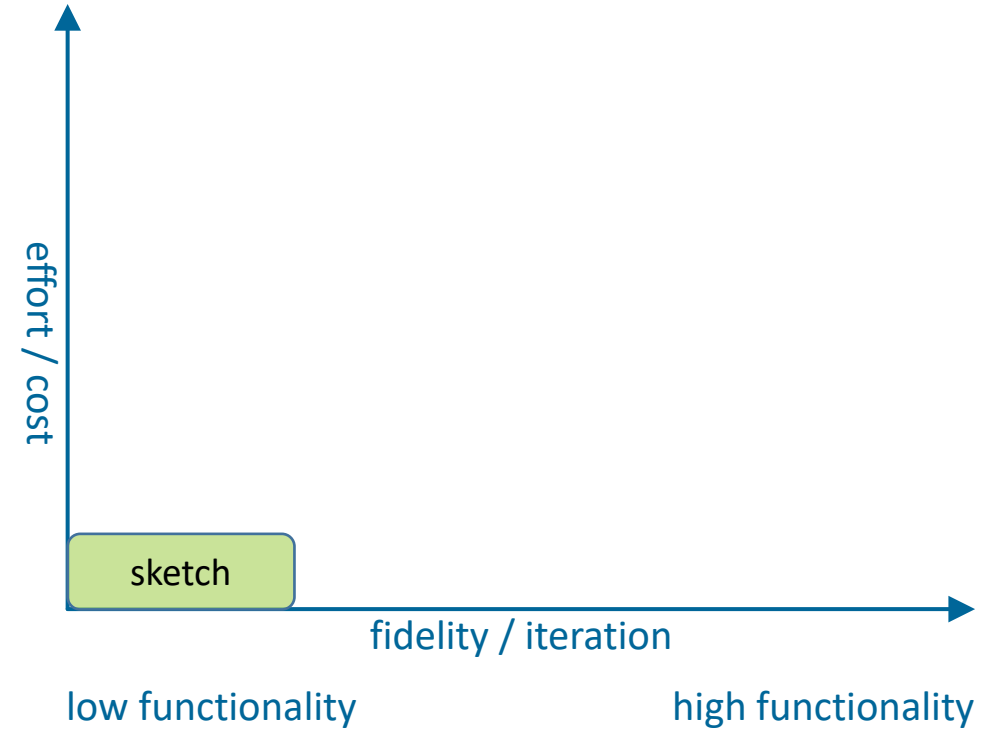 effort / cost
sketch
fidelity / iteration
low functionality
high functionality